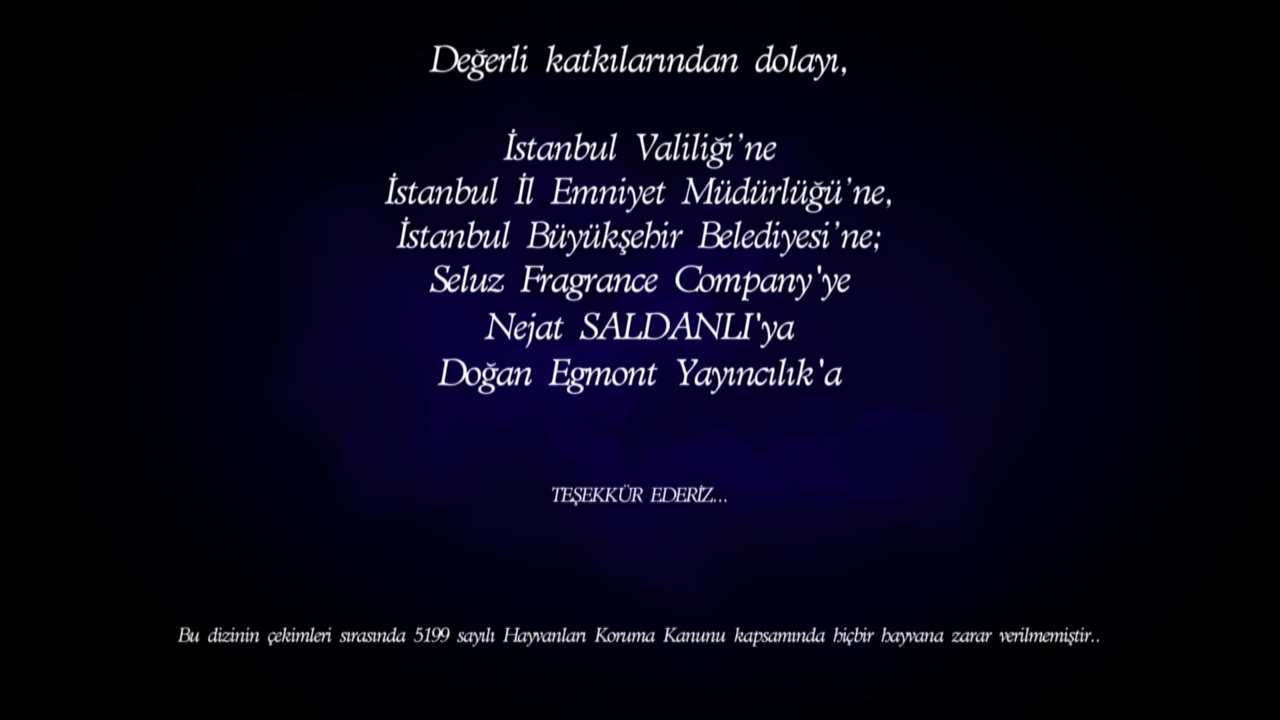 Değerli katkılarından dolayı,
İstanbul Valiliği'ne
İstanbul İl Emniyet Müdürlüğü'ne,
İstanbul Büyükşehir Belediyesi'ne;
Seluz Fragrance Company'ye
Nejat SALDANLI'ya
Doğan Egmont Yayıncılık'a
TEŞEKKÜR EDERİZ...
Bu dizinin çekimleri sırasında 5199 sayılı Hayvanları Koruma Kanunu kapsamında hiçbir hayvana zarar verilmemiştir..